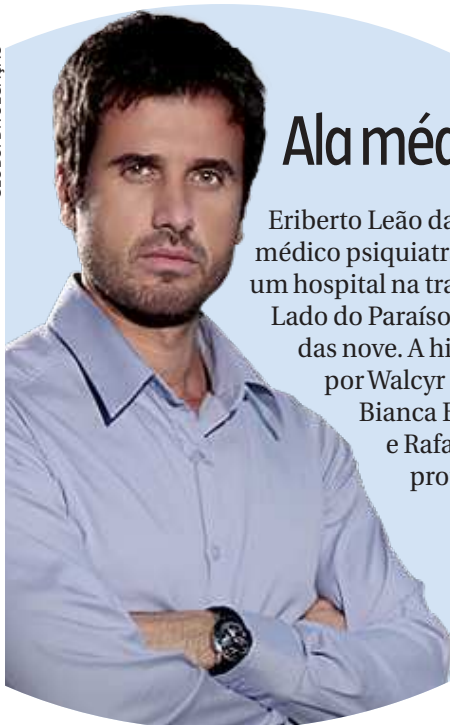 Ala méd
Eriberto Leão da
médico psiquiatr
um hospital na tra
Lado do Paraíso
das nove. A hi
por Walcyr
Bianca B
e Rafa
pro